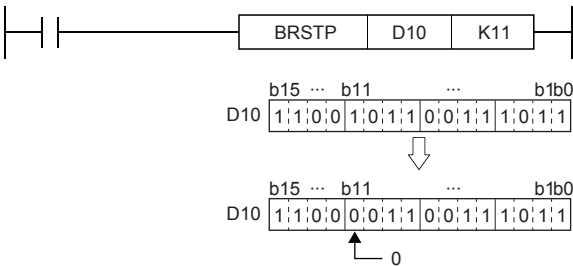 BRSTP D10 K11
b15 ··· b11 ··· b1b0
D10 1 1 0 0 1 0 1 1 0 0 1 1 1 0 1 1
b15 ··· b11 ··· b1b0
D10 1 1 0 0 0 0 1 1 0 0 1 1 1 0 1 1
0